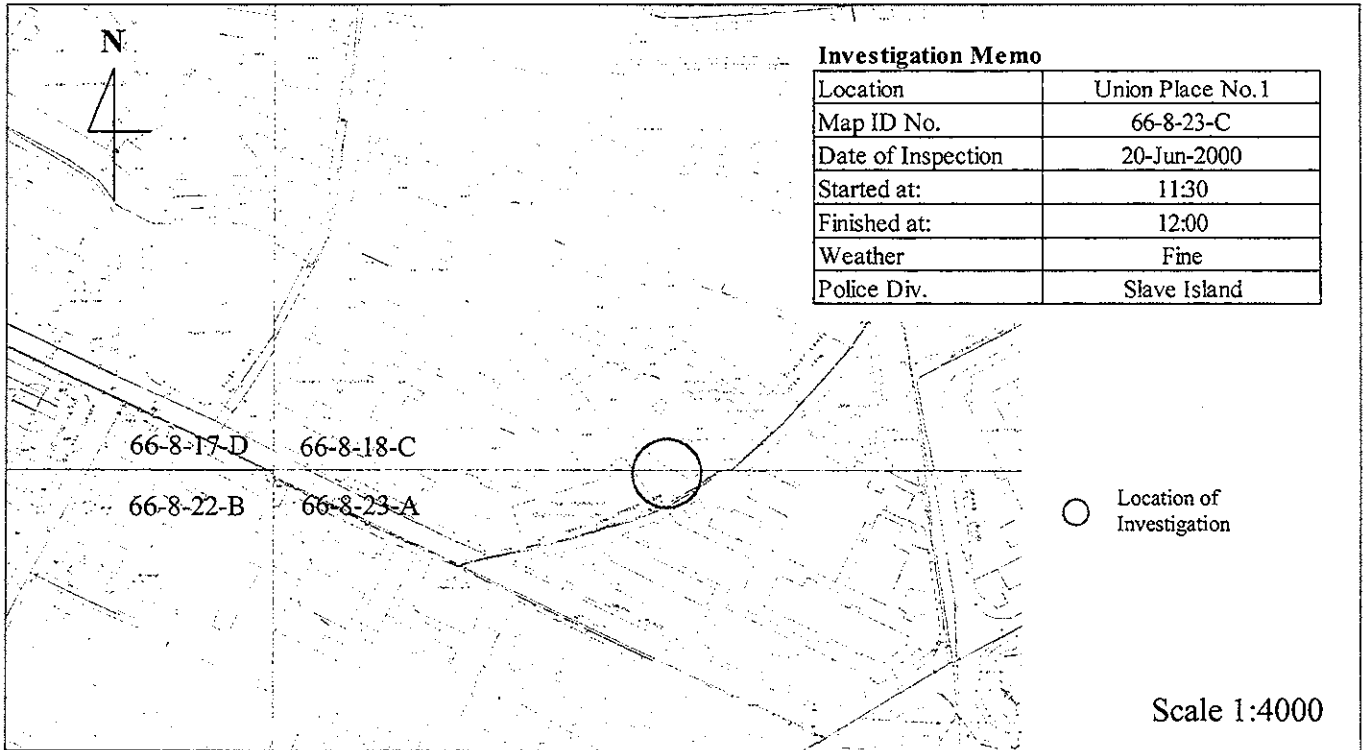 N
Investigation Memo
Location Union Place No.1
Map ID No. 66-8-23-C
Date of Inspection 20-Jun-2000
Started at: 11:30
Finished at: 12:00
Weather Fine
Police Div. Slave Island
66-8-17-D 66-8-18-C
66-8-22-B 66-8-23-A
Location of
Investigation
Scale 1:4000